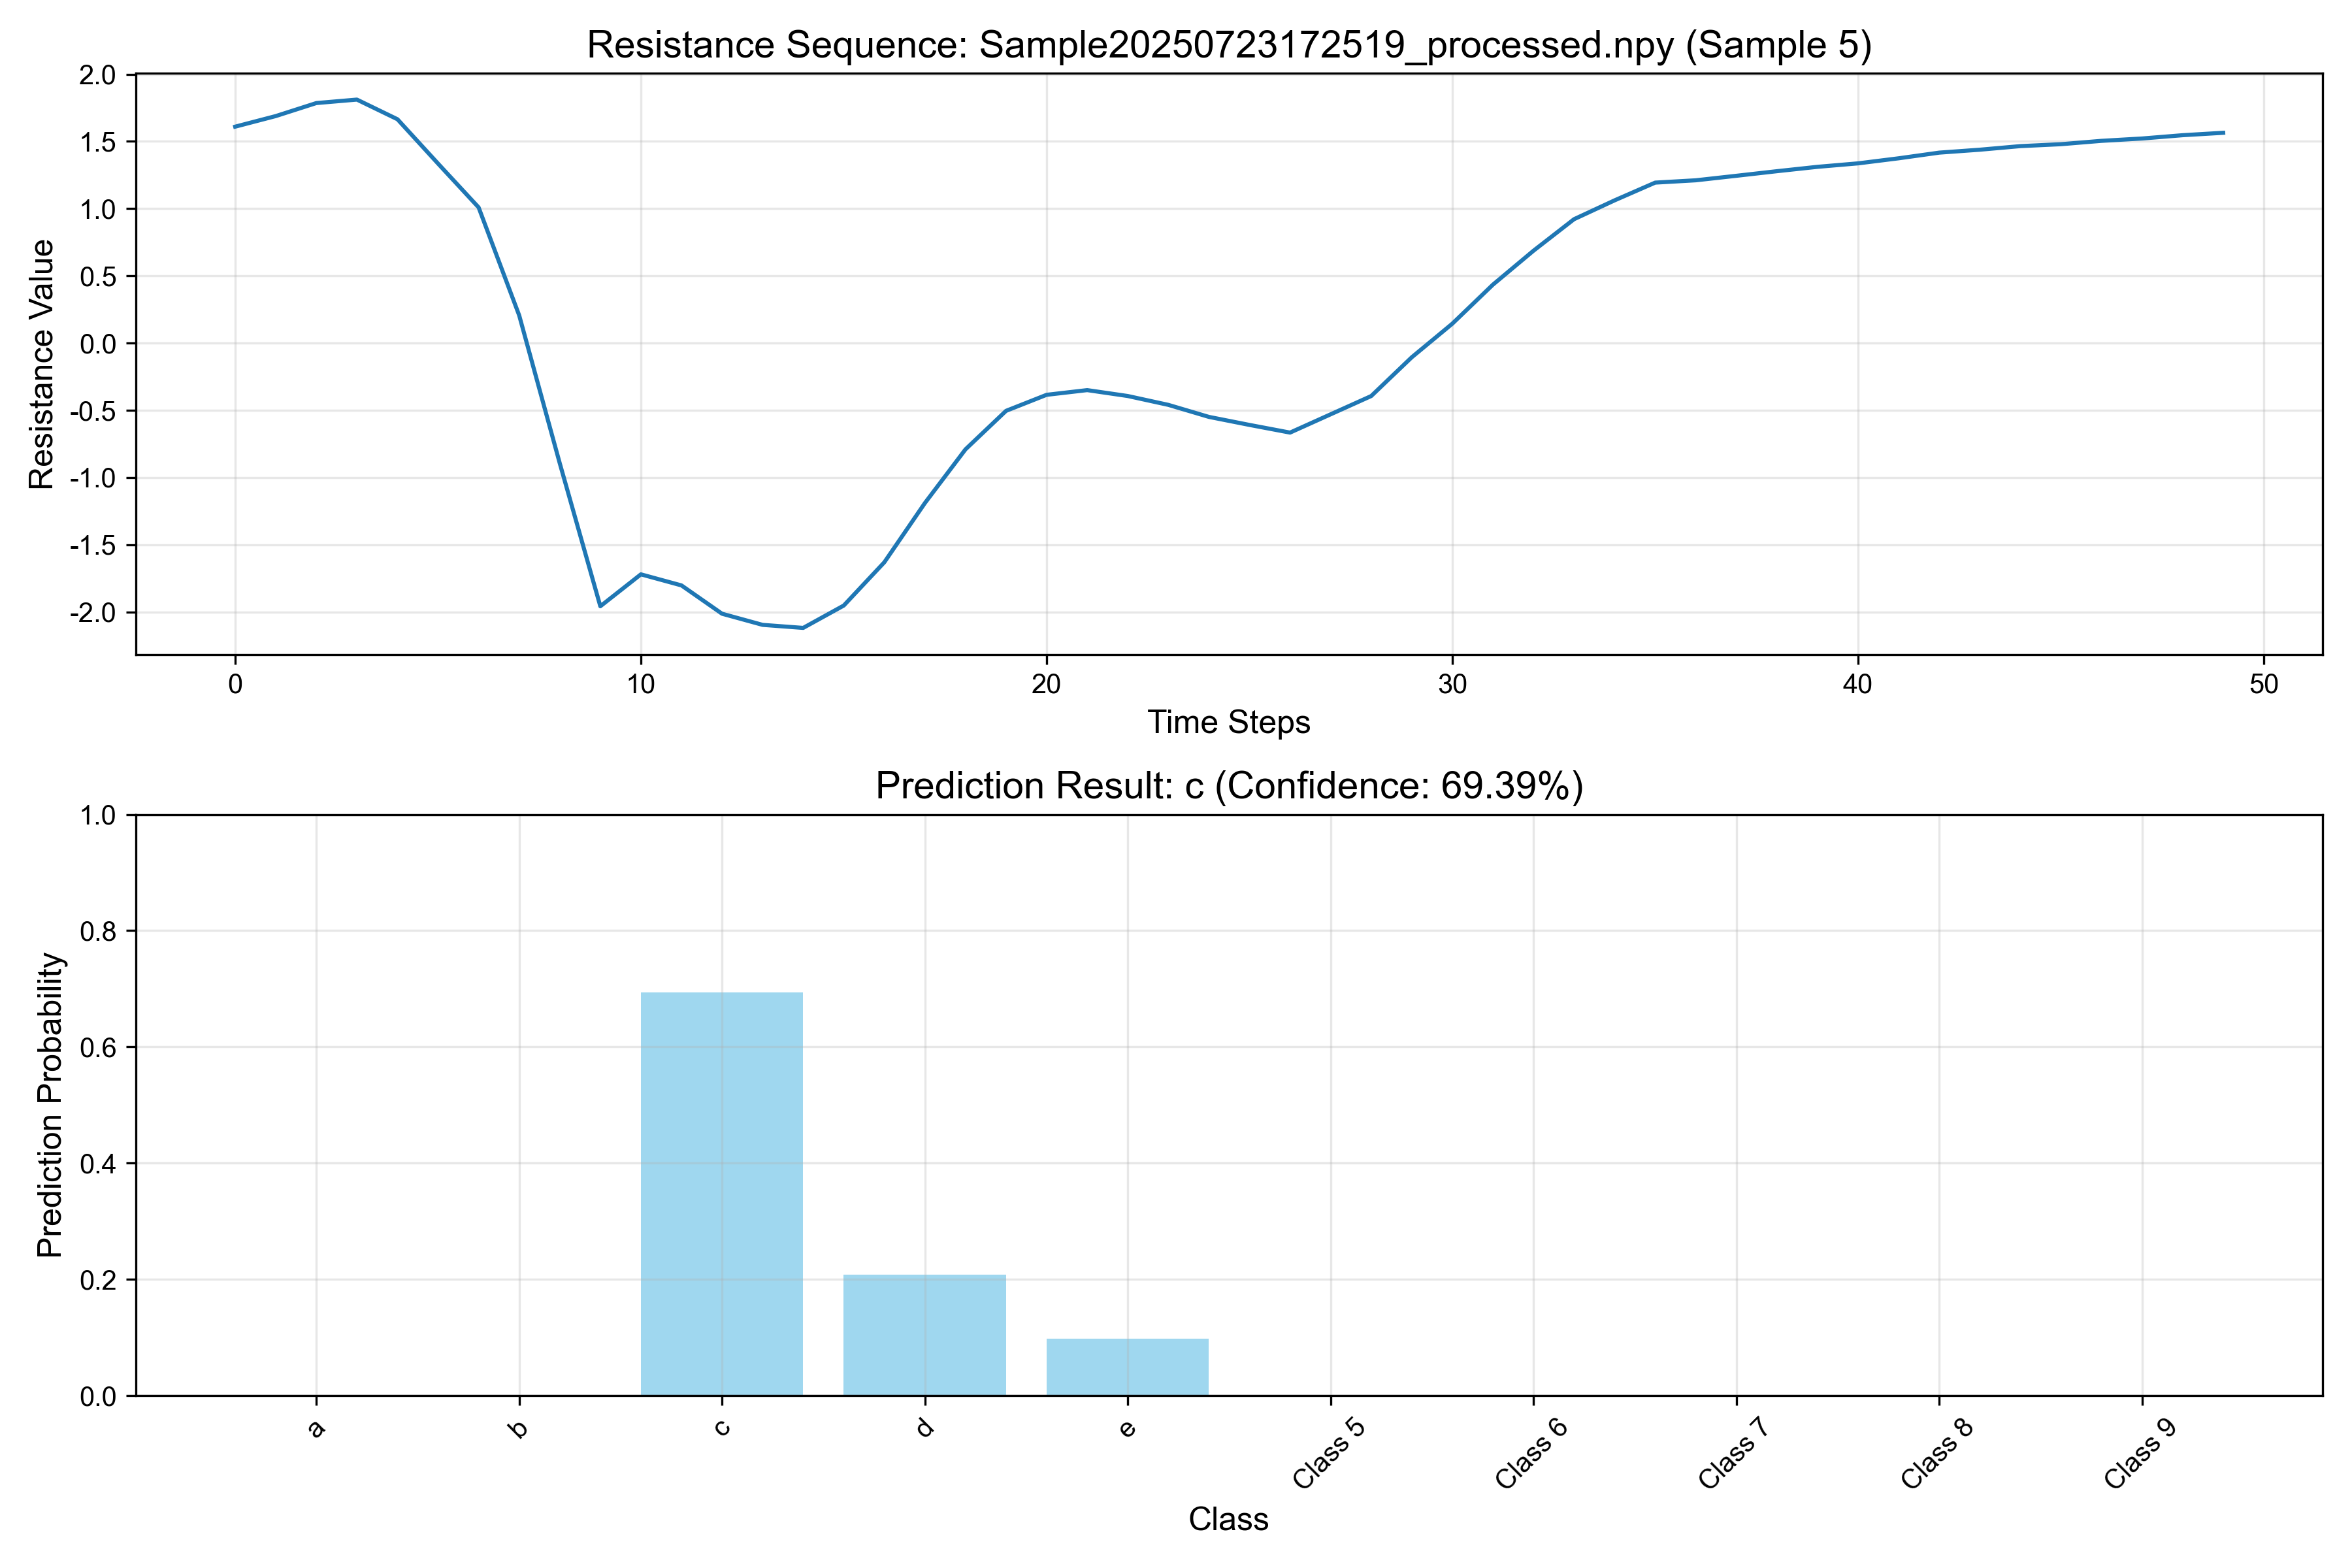 Resistance Sequence: Sample20250723172519_processed.npy (Sample 5)
2.0
1.5
1.0
0.5
0.0
-0.5
-1.0
-1.5
-2.0
Resistance Value
0 10 20 30 40 50
Time Steps
Prediction Result: c (Confidence: 69.39%)
1.0
0.8
0.6
0.4
0.2
0.0
Prediction Probability
a b c d e Class 5 Class 6 Class 7 Class 8 Class 9
Class